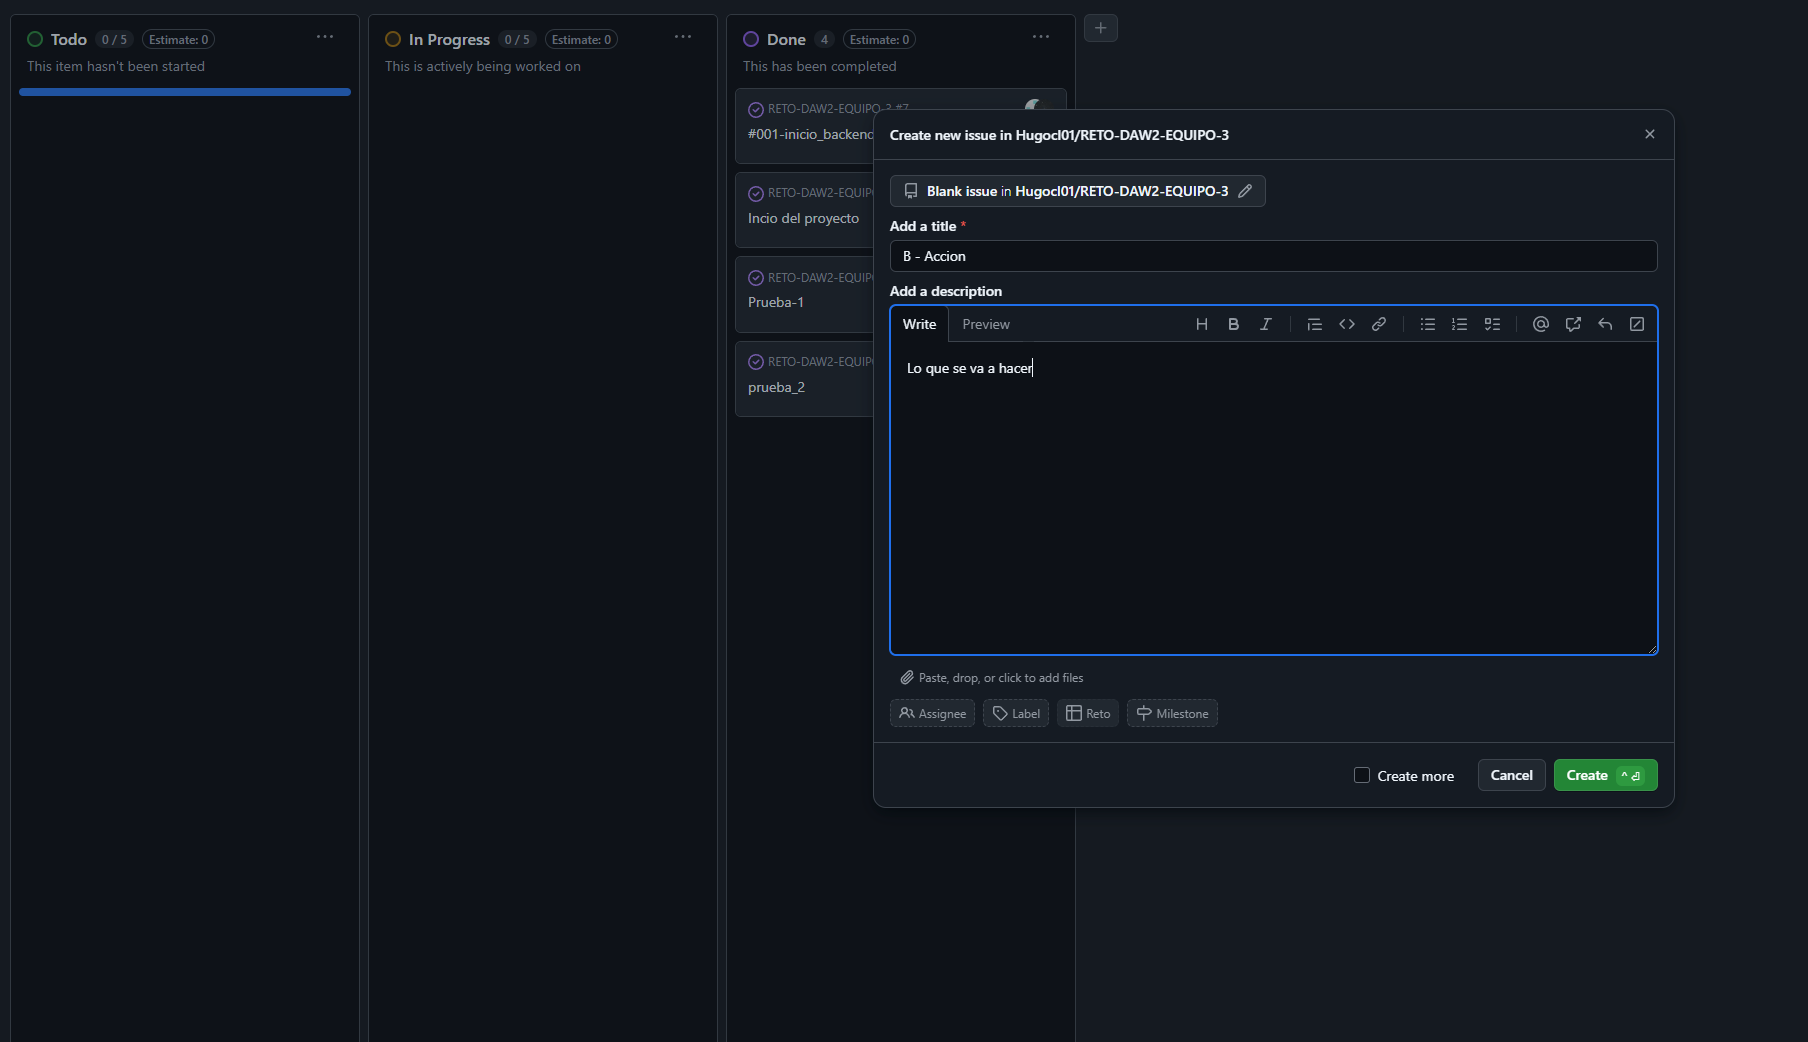 Todo 0 / 5 Estimate: 0
This item hasn't been started
In Progress 0 / 5 Estimate: 0
This is actively being worked on
Done 4 Estimate: 0
This has been completed
RETO-DAW2-EQUIPO-3 #7
#001-inicio_backend
RETO-DAW2-EQUIPO
Incio del proyecto
RETO-DAW2-EQUIPO
Prueba-1
RETO-DAW2-EQUIPO
prueba_2
Create new issue in Hugocl01/RETO-DAW2-EQUIPO-3
Blank issue in Hugocl01/RETO-DAW2-EQUIPO-3
Add a title *
B - Accion
Add a description
Write Preview
Lo que se va a hacer
Paste, drop, or click to add files
Assignee Label Reto Milestone
Create more Cancel Create